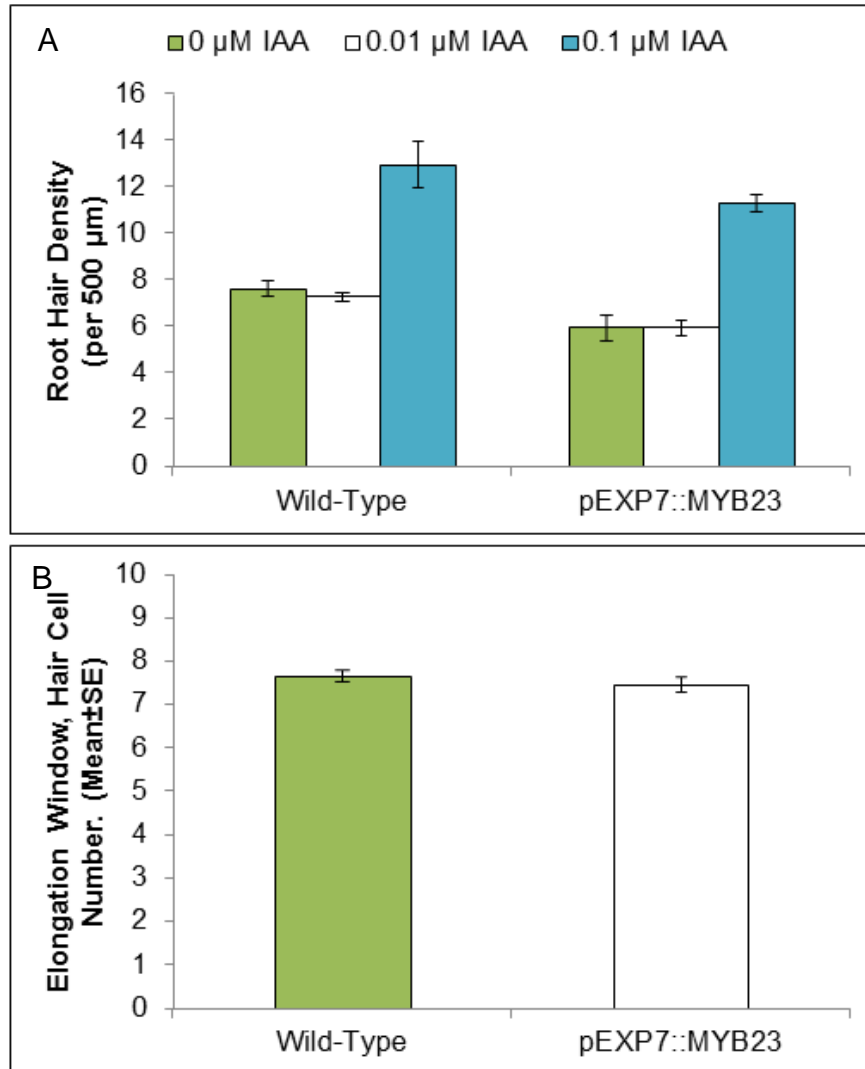 A
0 µM IAA 0.01 µM IAA 0.1 µM IAA
Root Hair Density
(per 500 µm)
16
14
12
10
8
6
4
2
0
Wild-Type pEXP7::MYB23
B
Elongation Window, Hair Cell
Number. (Mean±SE)
10
9
8
7
6
5
4
3
2
1
0
Wild-Type pEXP7::MYB23